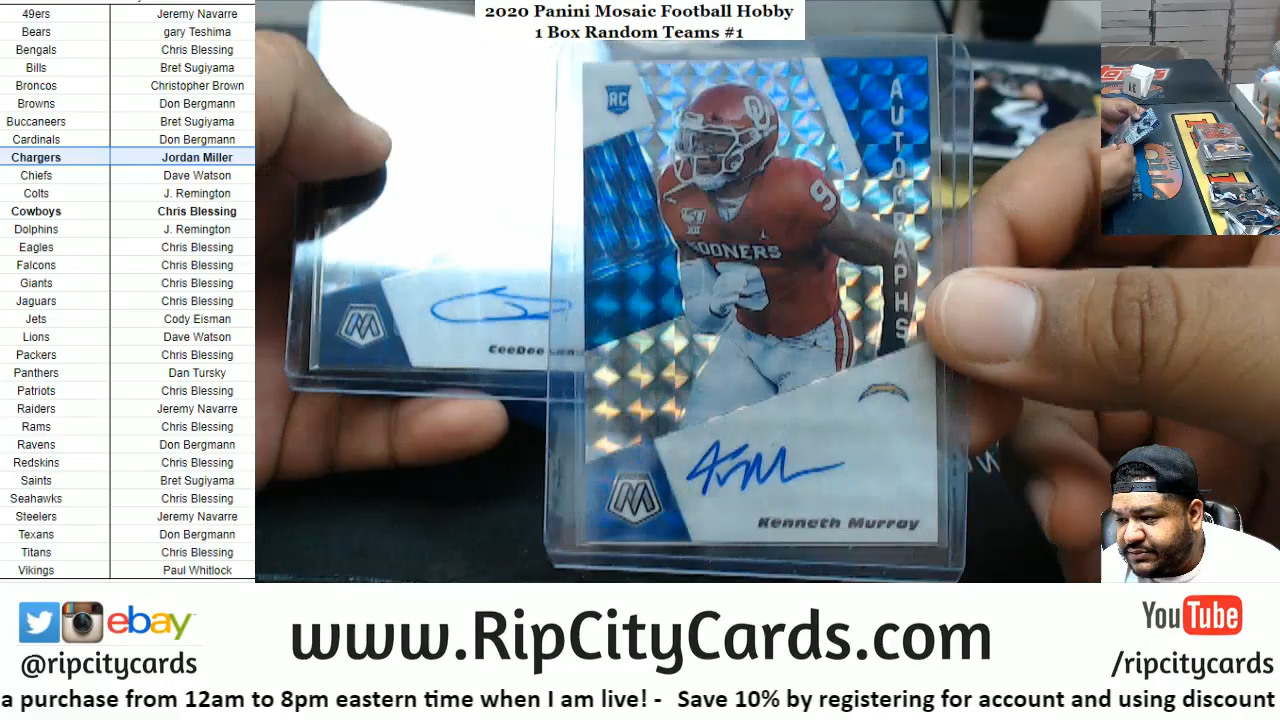 2020 Panini Mosaic Football Hobby
1 Box Random Teams #1
49ers Jeremy Navarre
Bears gary Teshima
Bengals Chris Blessing
Bills Bret Sugiyama
Broncos Christopher Brown
Browns Don Bergmann
Buccaneers Bret Sugiyama
Cardinals Don Bergmann
Chargers Jordan Miller
Chiefs Dave Watson
Colts J. Remington
Cowboys Chris Blessing
Dolphins J. Remington
Eagles Chris Blessing
Falcons Chris Blessing
Giants Chris Blessing
Jaguars Chris Blessing
Jets Cody Eisman
Lions Dave Watson
Packers Chris Blessing
Panthers Dan Tursky
Patriots Chris Blessing
Raiders Jeremy Navarre
Rams Chris Blessing
Ravens Don Bergmann
Redskins Chris Blessing
Saints Bret Sugiyama
Seahawks Chris Blessing
Steelers Jeremy Navarre
Texans Don Bergmann
Titans Chris Blessing
Vikings Paul Whitlock
RC
AUTOGRAPHS
OU
9
SOONERS
CeeDee
M
Kenneth Murray
M
ebay
@ripcitycards
www.RipCityCards.com
YouTube
/ripcitycards
a purchase from 12am to 8pm eastern time when I am live! - Save 10% by registering for account and using discount